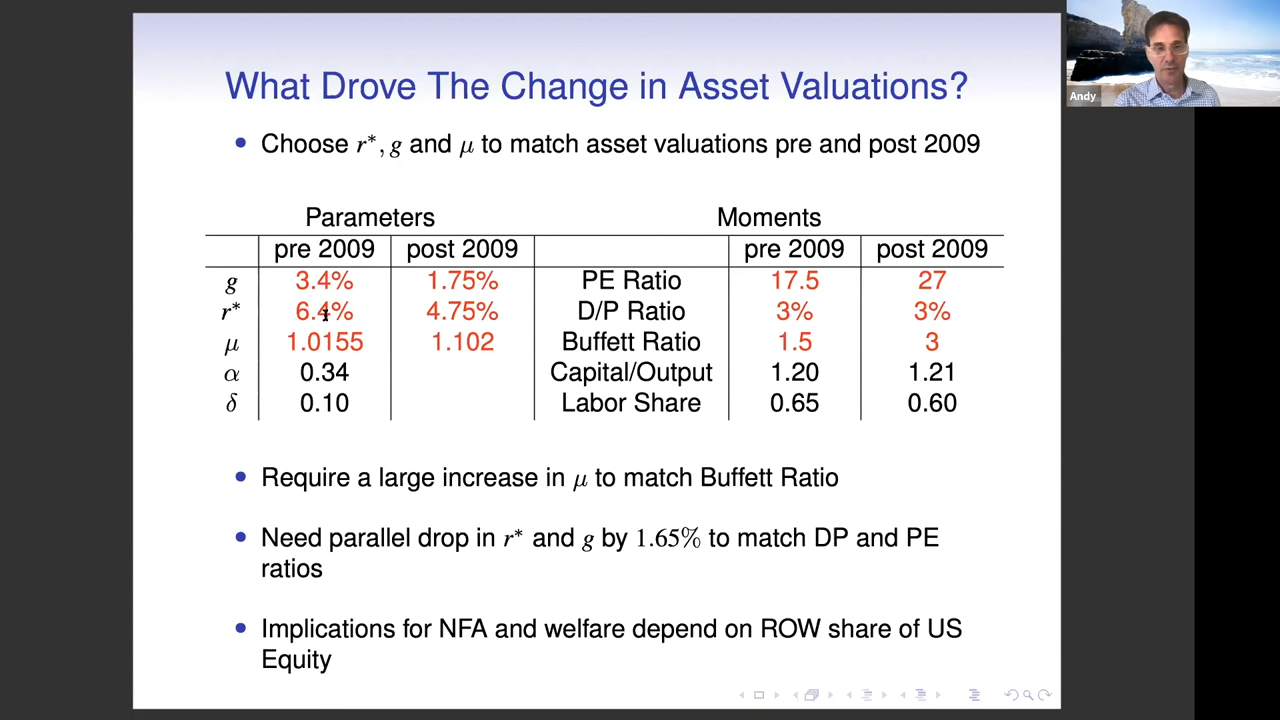 What Drove The Change in Asset Valuations?
Andy
• Choose r*, g and μ to match asset valuations pre and post 2009
Parameters Moments
pre 2009 post 2009 pre 2009 post 2009
g 3.4% 1.75% PE Ratio 17.5 27
r* 6.4% 4.75% D/P Ratio 3% 3%
μ 1.0155 1.102 Buffett Ratio 1.5 3
α 0.34 Capital/Output 1.20 1.21
δ 0.10 Labor Share 0.65 0.60
• Require a large increase in μ to match Buffett Ratio
• Need parallel drop in r* and g by 1.65% to match DP and PE
ratios
• Implications for NFA and welfare depend on ROW share of US
Equity